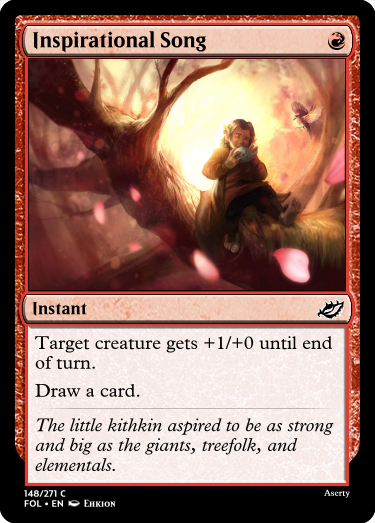 Inspirational Song
Instant
Target creature gets +1/+0 until end
of turn.
Draw a card.
The little kithkin aspired to be as strong
and big as the giants, treefolk, and
elementals.
148/271 C
FOL • EN Ehkion
Aserty